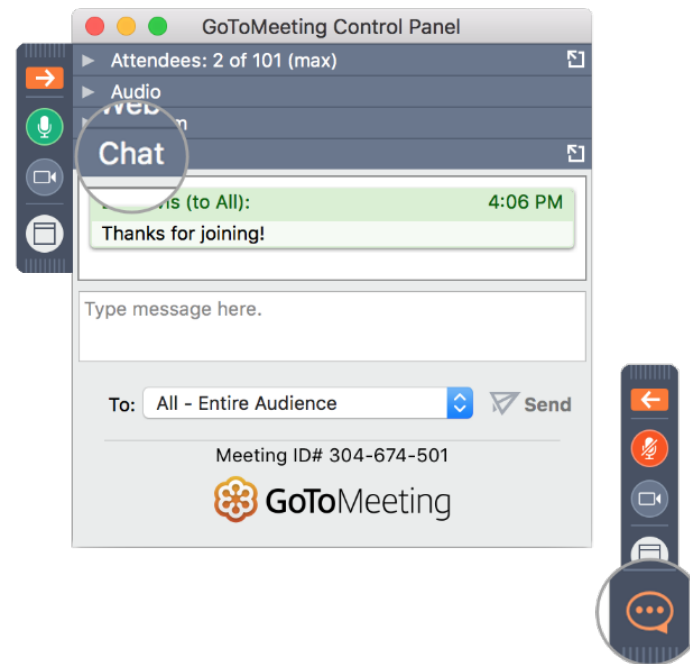 GoToMeeting Control Panel
Attendees: 2 of 101 (max)
Audio
Chat
(to All): 4:06 PM
Thanks for joining!
Type message here.
To: All - Entire Audience Send
Meeting ID# 304-674-501
GoToMeeting